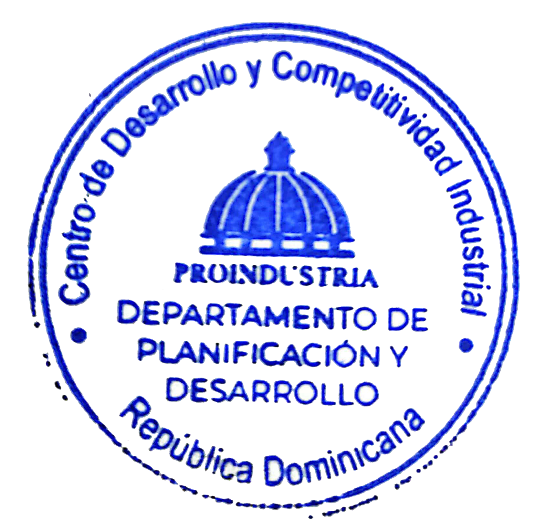 Centro de Desarrollo y Competitividad Industrial
PROINDUSTRIA
DEPARTAMENTO DE
PLANIFICACIÓN Y
DESARROLLO
República Dominicana